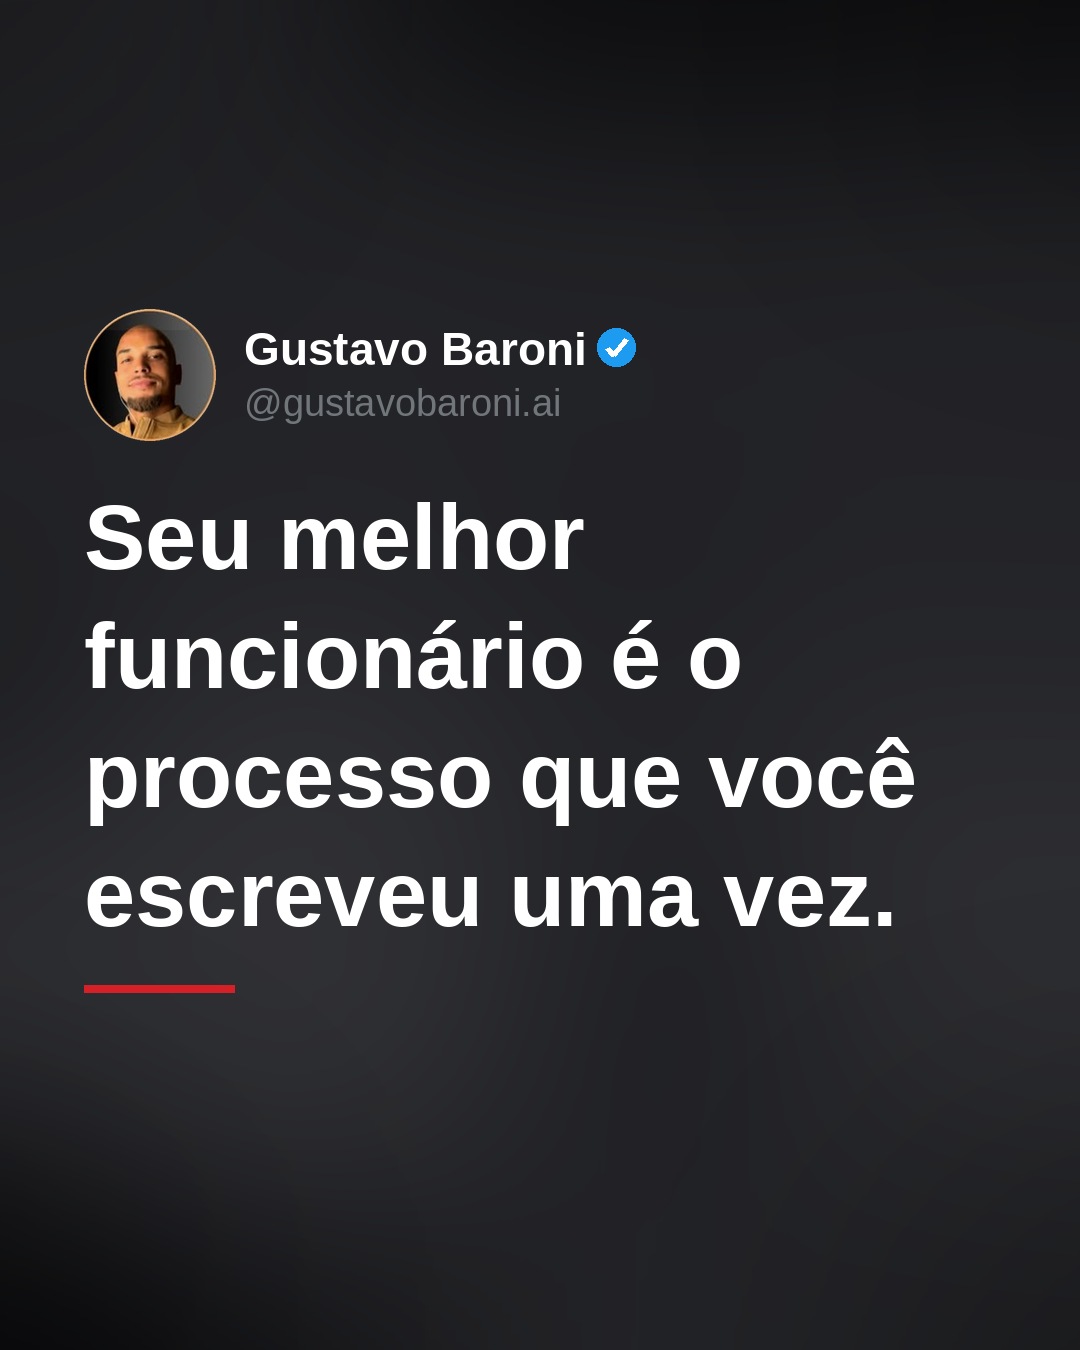 Gustavo Baroni
@gustavobaroni.ai
Seu melhor
funcionário é o
processo que você
escreveu uma vez.